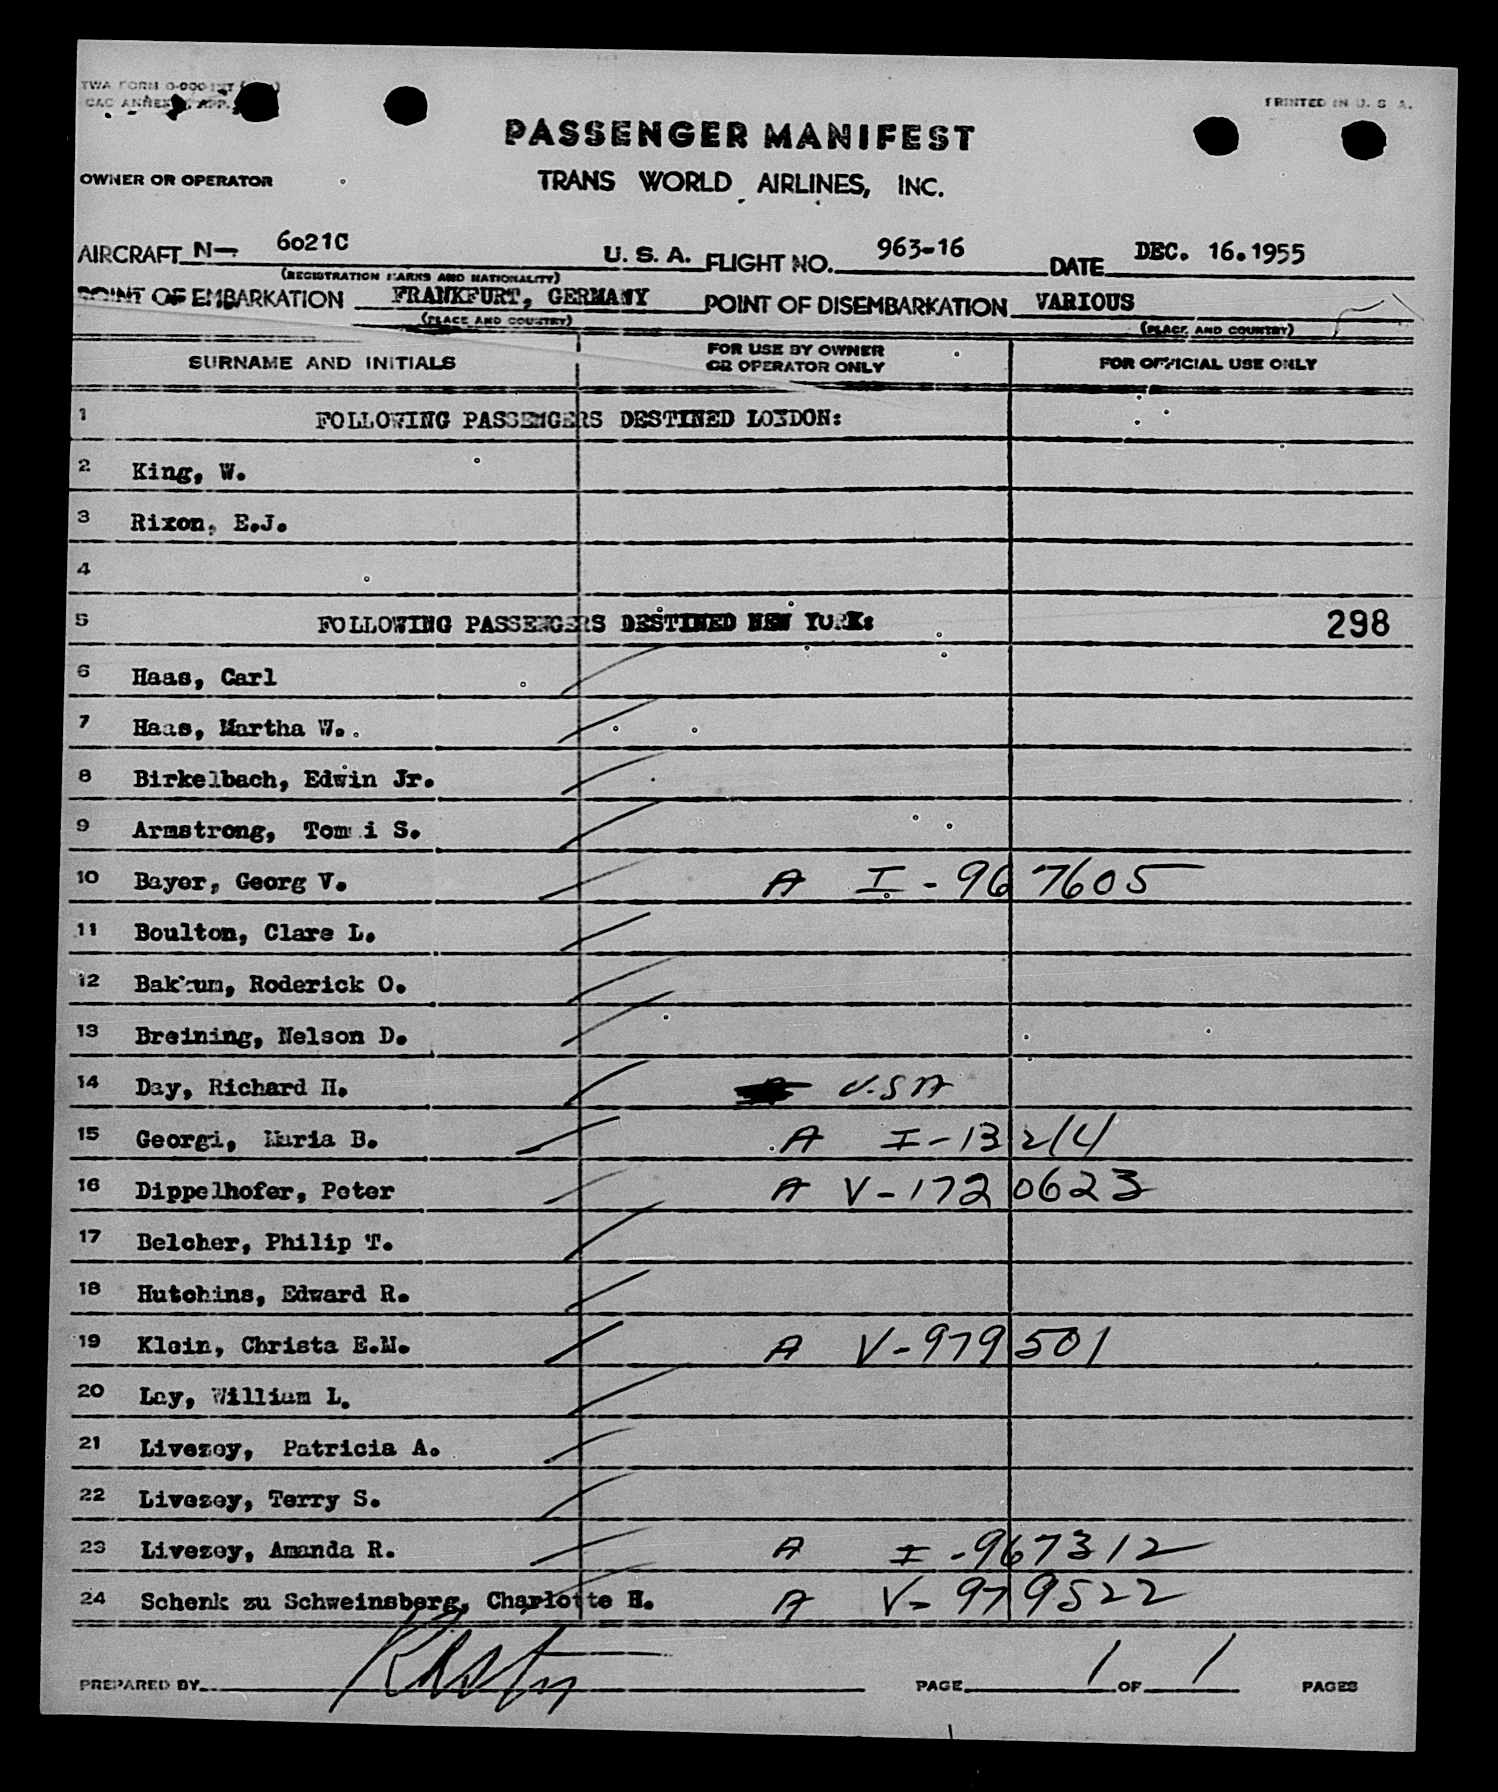 TWA FORM
CAC ANNEX APP.
PRINTED IN U. S. A.
PASSENGER MANIFEST
OWNER OR OPERATOR
TRANS WORLD AIRLINES, INC.
AIRCRAFT N- 6021C U. S. A. FLIGHT NO. 963-16 DATE DEC. 16.1955
(REGISTRATION MARKS AND NATIONALITY)
POINT OF EMBARKATION FRANKFURT, GERMANY POINT OF DISEMBARKATION VARIOUS
(PLACE AND COUNTRY) (PLACE AND COUNTRY)
SURNAME AND INITIALS FOR USE BY OWNER OR OPERATOR ONLY FOR OFFICIAL USE ONLY
1 FOLLOWING PASSENGERS DESTINED LONDON:
2 King, W.
3 Rixon, E.J.
4
5 FOLLOWING PASSENGERS DESTINED NEW YORK: 298
6 Haas, Carl
7 Haas, Martha W.
8 Birkelbach, Edwin Jr.
9 Armstrong, S.
10 Bayer, Georg V. A I-967605
11 Boulton, Clare L.
12 Roderick O.
13 Breining, Nelson D.
14 Day, Richard H. U.S A
15 Georgi, Maria B. A I-13214
16 Dippelhofer, Peter A V-1720623
17 Belcher, Philip T.
18 Hutchins, Edward R.
19 Klein, Christa E.M. A V-979501
20 Lay, William L.
21 Livezey, Patricia A.
22 Livezey, Terry S.
23 Livezey, Amanda R. A I-967312
24 Schenk zu Schweinsberg, Charlotte H. A V-979522
PREPARED BY PAGE 1 OF 1 PAGES